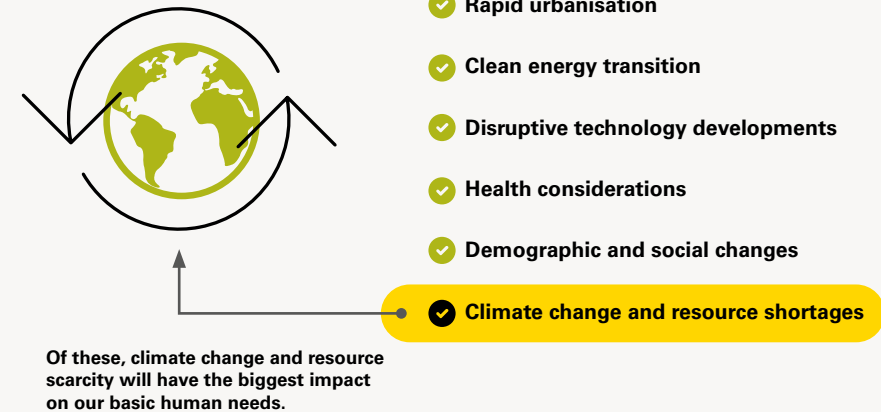 Rapid urbanisation
Clean energy transition
Disruptive technology developments
Health considerations
Demographic and social changes
Climate change and resource shortages
Of these, climate change and resource
scarcity will have the biggest impact
on our basic human needs.